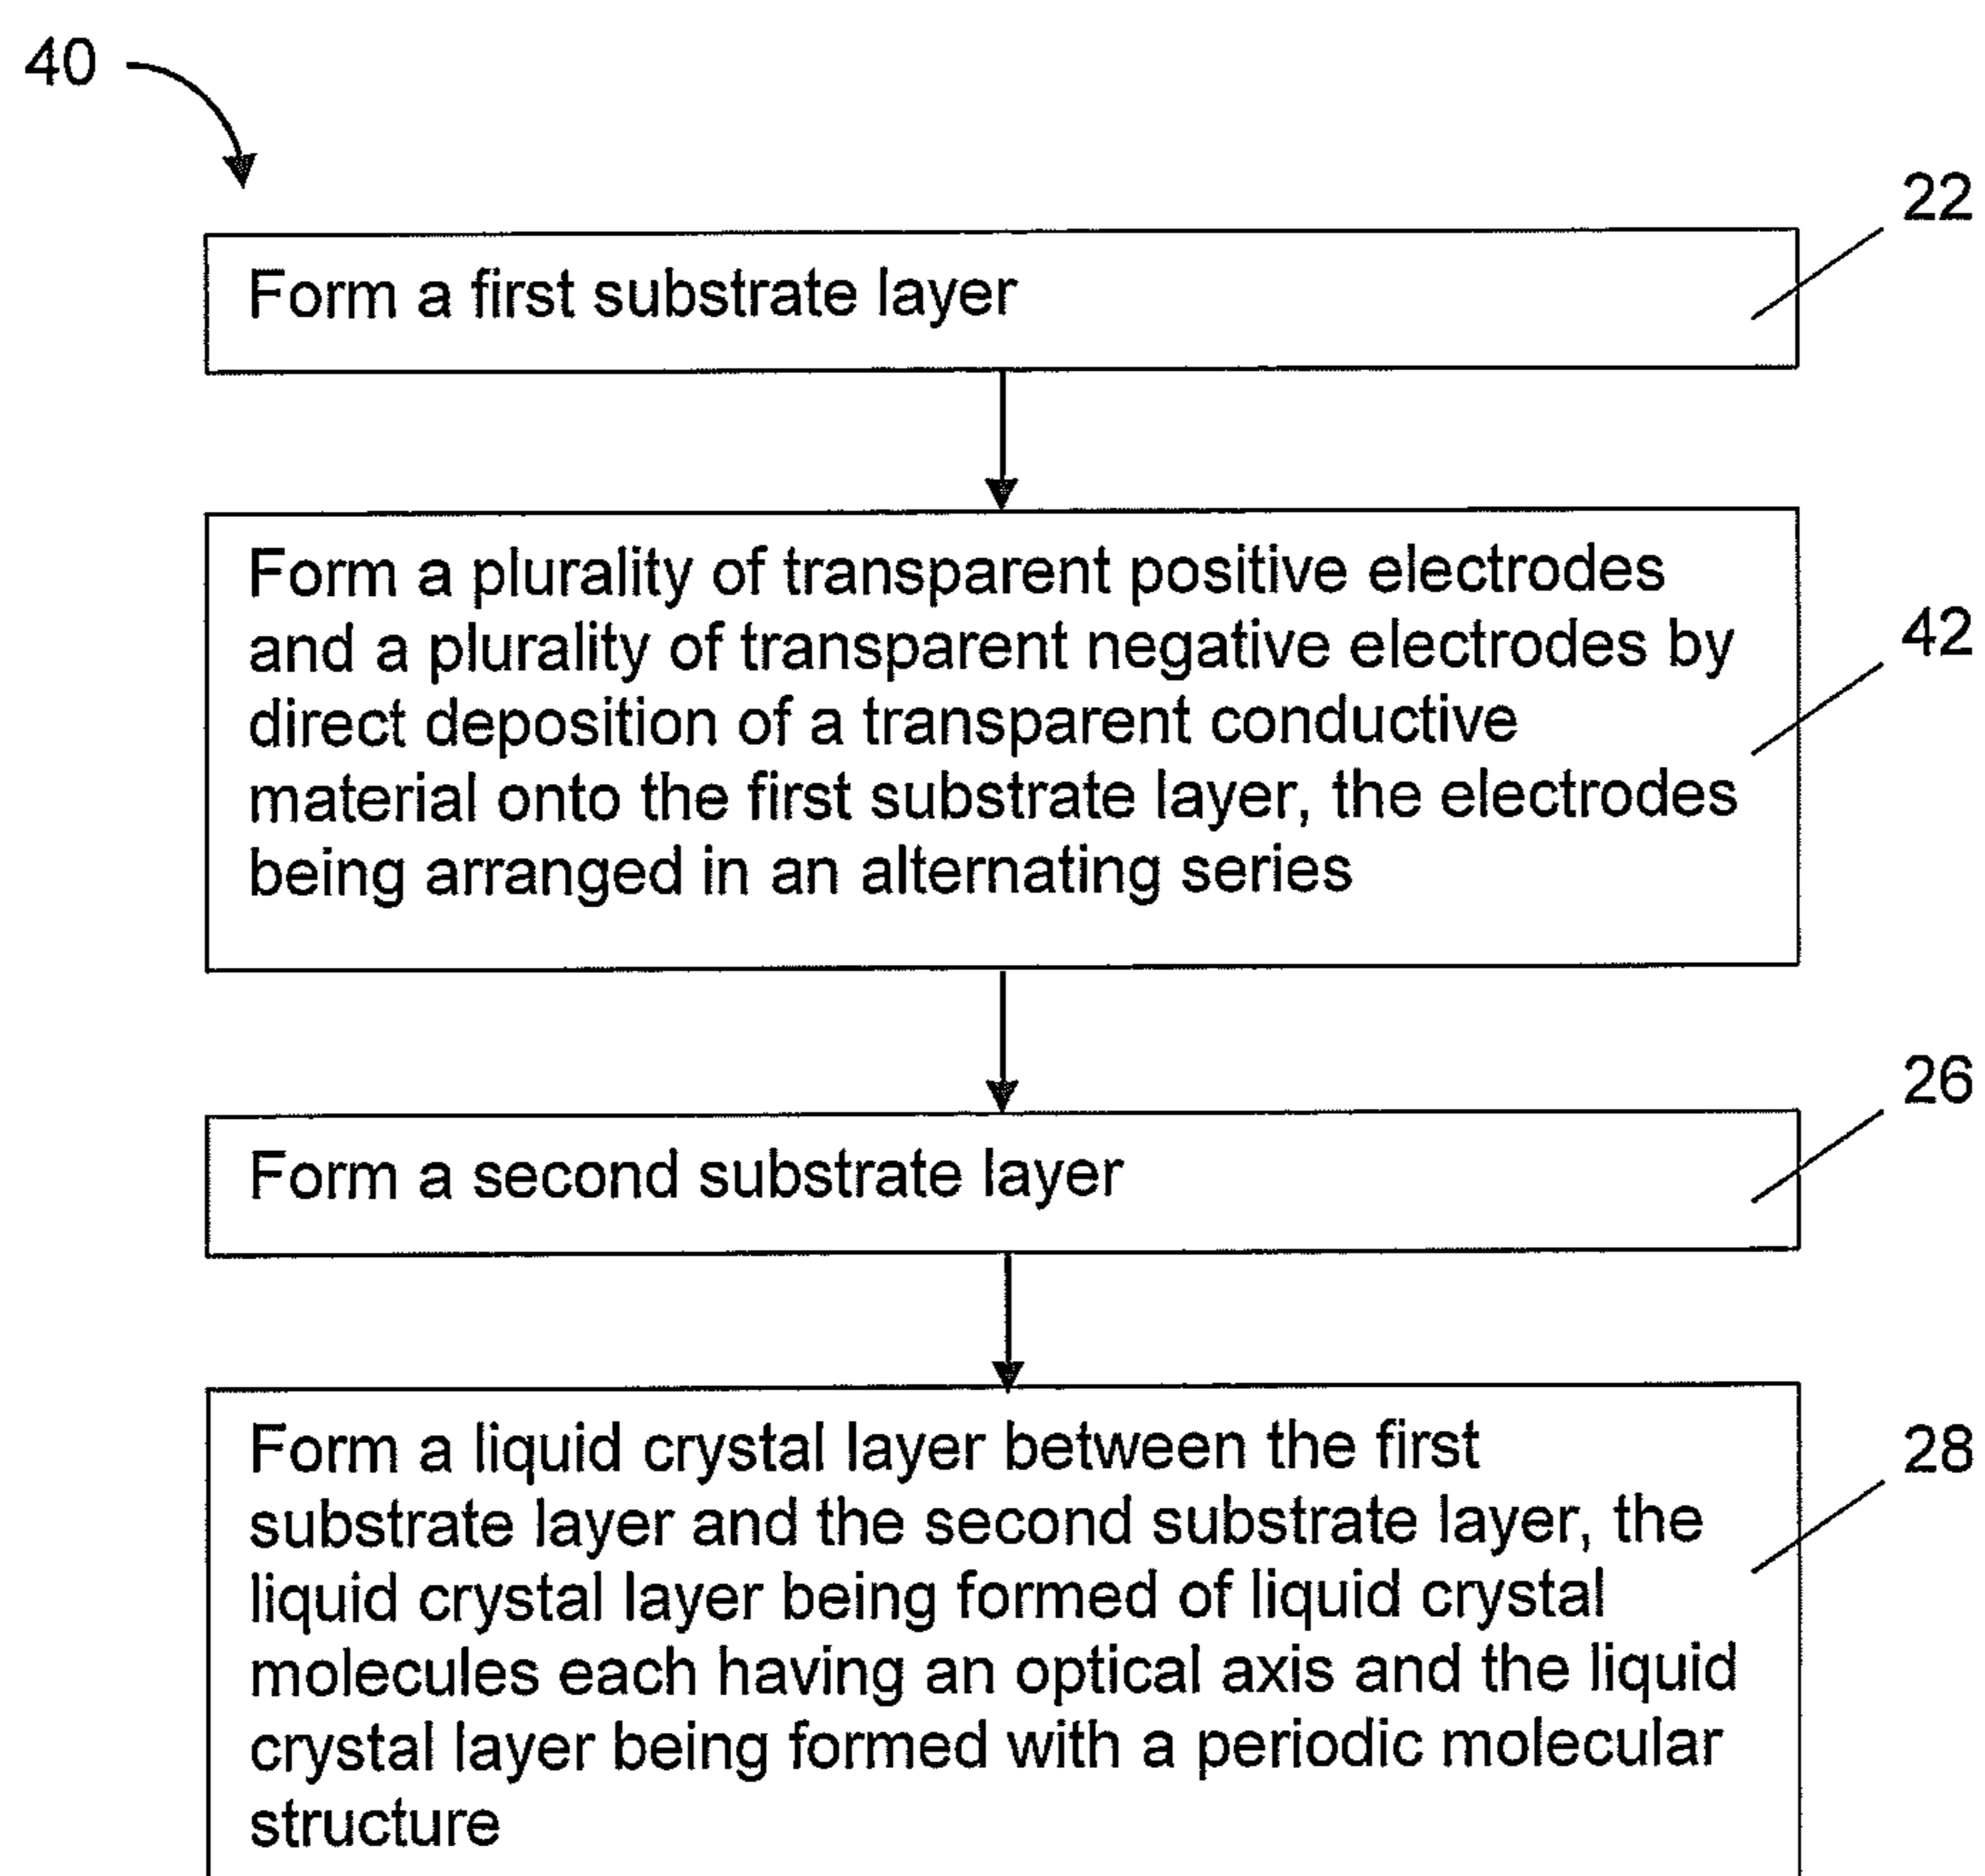 40
22
Form a first substrate layer
Form a plurality of transparent positive electrodes
and a plurality of transparent negative electrodes by
42
direct deposition of a transparent conductive
material onto the first substrate layer, the electrodes
being arranged in an alternating series
26
Form a second substrate layer
Form a liquid crystal layer between the first
28
substrate layer and the second substrate layer, the
liquid crystal layer being formed of liquid crystal
molecules each having an optical axis and the liquid
crystal layer being formed with a periodic molecular
structure